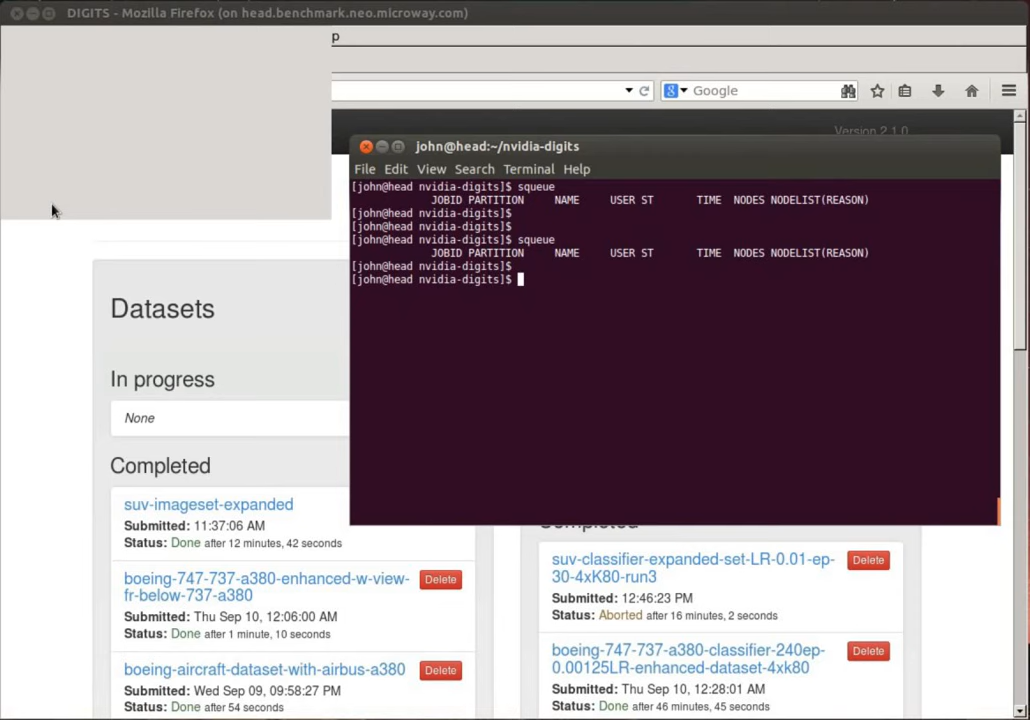 DIGITS - Mozilla Firefox (on head.benchmark.neo.microway.com)
p
Google
Version 2.1.0
john@head:~/nvidia-digits
File Edit View Search Terminal Help
[john@head nvidia-digits]$ squeue
JOBID PARTITION NAME USER ST TIME NODES NODELIST(REASON)
[john@head nvidia-digits]$
[john@head nvidia-digits]$
[john@head nvidia-digits]$ squeue
JOBID PARTITION NAME USER ST TIME NODES NODELIST(REASON)
[john@head nvidia-digits]$
[john@head nvidia-digits]$
Datasets
In progress
None
Completed
suv-imageset-expanded
Submitted: 11:37:06 AM
Status: Done after 12 minutes, 42 seconds
boeing-747-737-a380-enhanced-w-view-
fr-below-737-a380
Delete
Submitted: Thu Sep 10, 12:06:00 AM
Status: Done after 1 minute, 10 seconds
boeing-aircraft-dataset-with-airbus-a380
Delete
Submitted: Wed Sep 09, 09:58:27 PM
Status: Done after 54 seconds
Completed
suv-classifier-expanded-set-LR-0.01-ep-
30-4xK80-run3
Delete
Submitted: 12:46:23 PM
Status: Aborted after 16 minutes, 2 seconds
boeing-747-737-a380-classifier-240ep-
0.00125LR-enhanced-dataset-4xk80
Delete
Submitted: Thu Sep 10, 12:28:01 AM
Status: Done after 46 minutes, 45 seconds